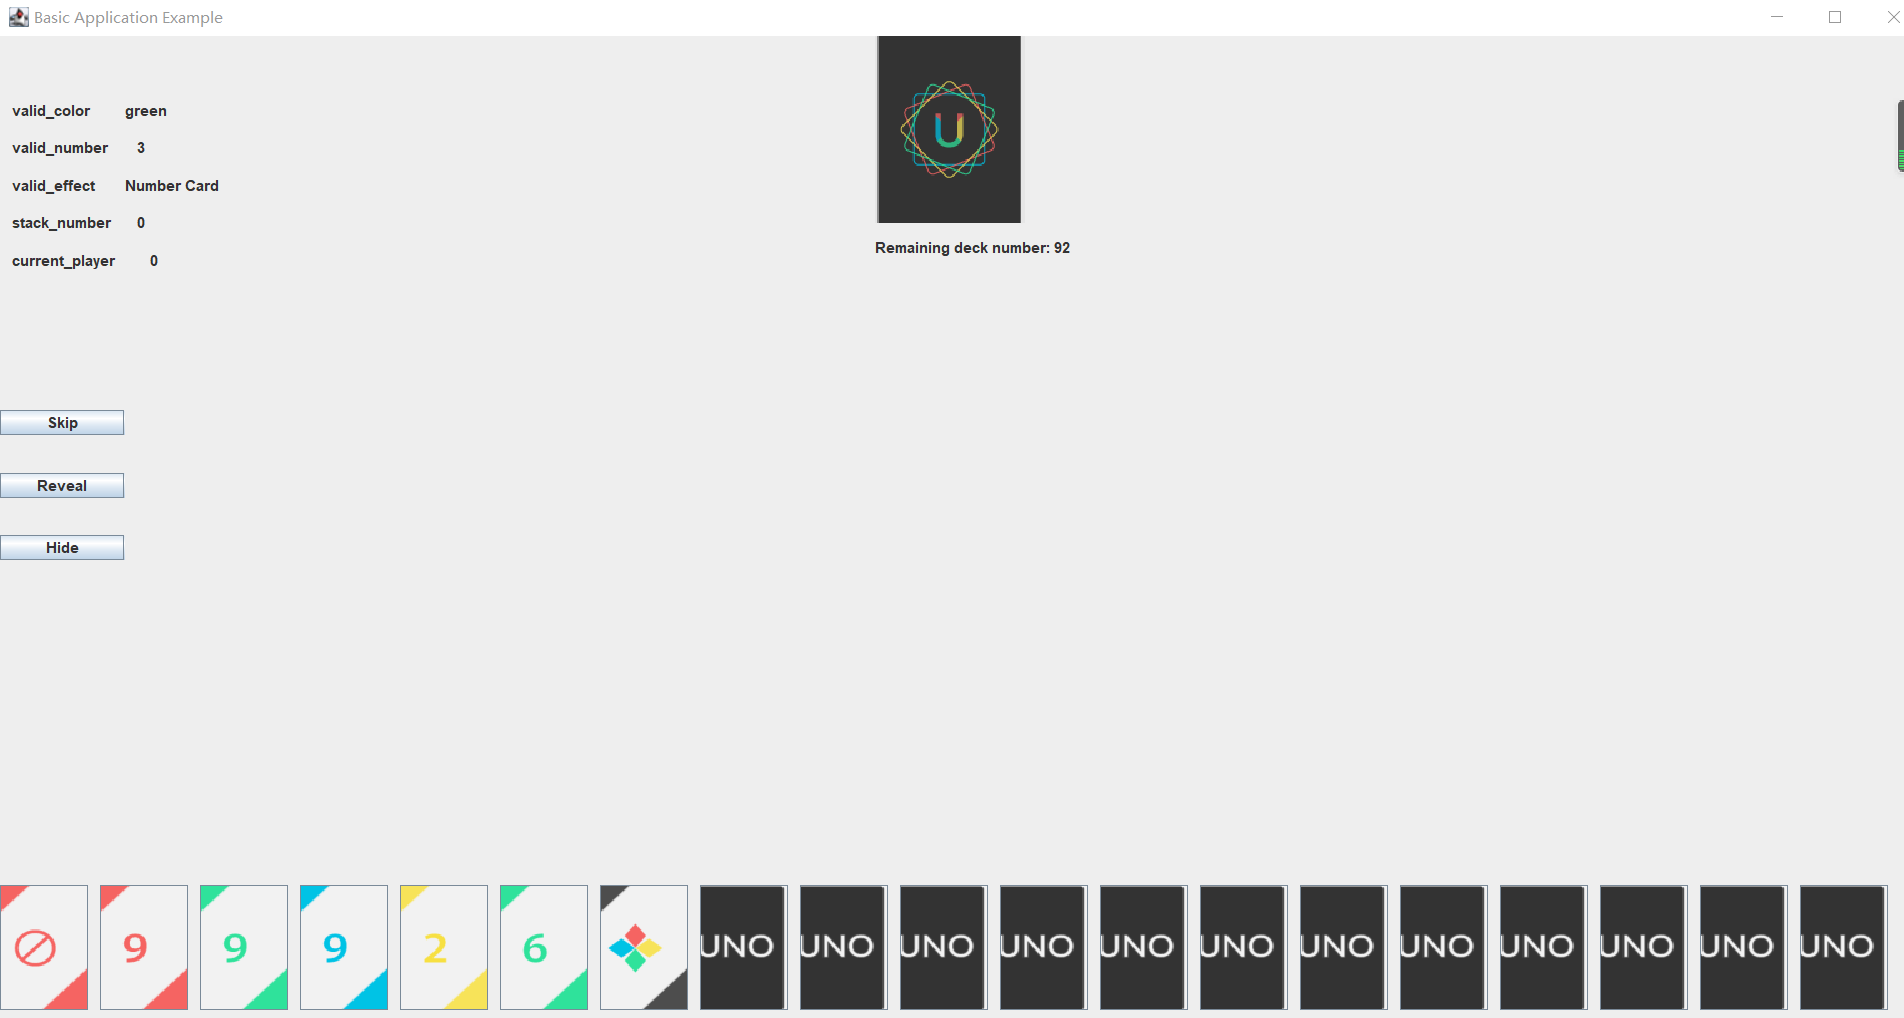 Basic Application Example
U
valid_color green
valid_number 3
valid_effect Number Card
stack_number 0
current_player 0
Remaining deck number: 92
Skip
Reveal
Hide
9 9 9 2 6 UNO UNO UNO UNO UNO UNO UNO UNO UNO UNO UNO UNO